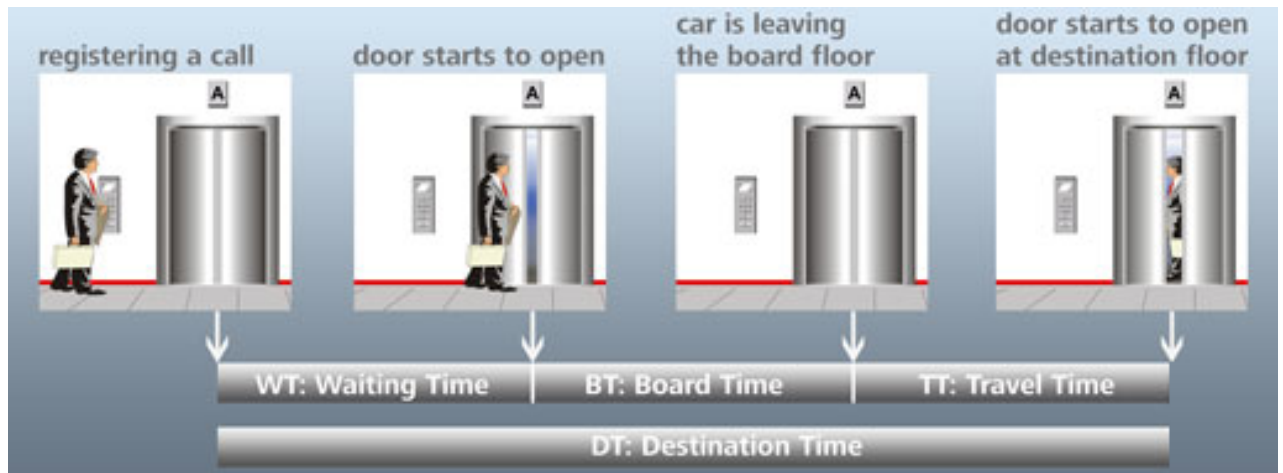 registering a call
door starts to open
car is leaving
the board floor
door starts to open
at destination floor
A
A
A
A
WT: Waiting Time
BT: Board Time
TT: Travel Time
DT: Destination Time